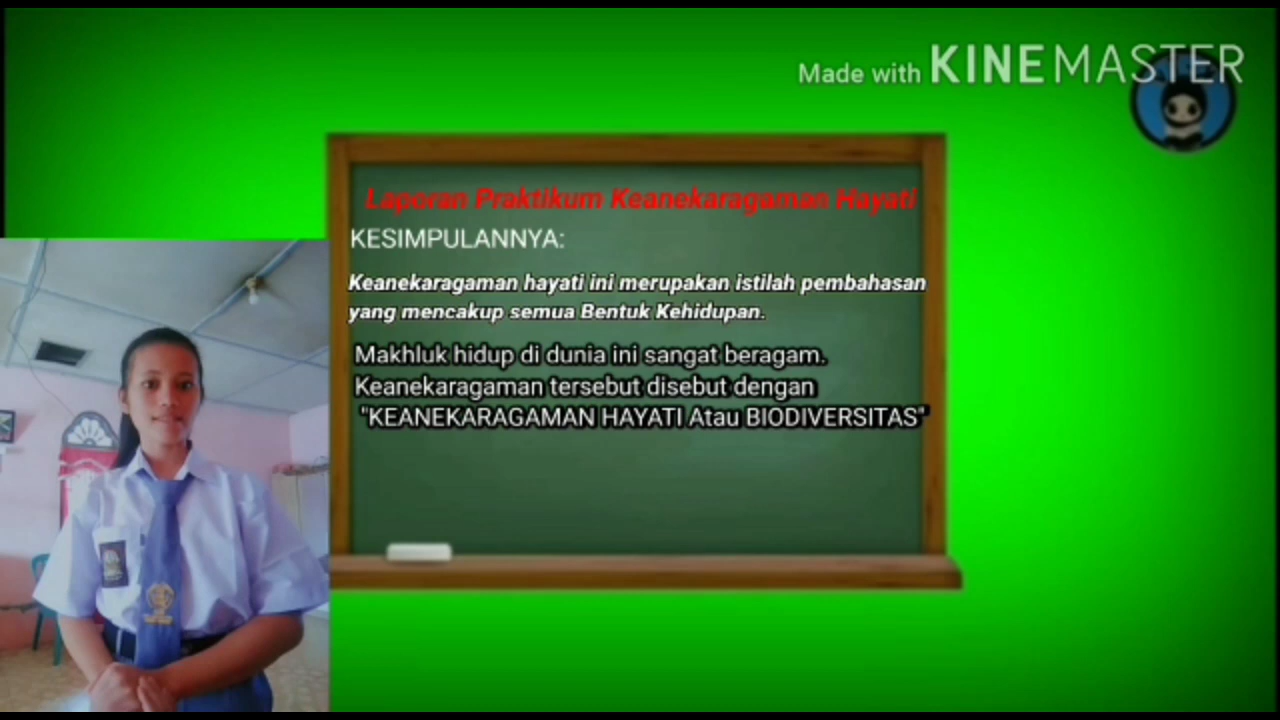 Made with KINEMASTER
Laporan Praktikum Keanekaragaman Hayati
KESIMPULANNYA:
Keanekaragaman hayati ini merupakan istilah pembahasan
yang mencakup semua Bentuk Kehidupan.
Makhluk hidup di dunia ini sangat beragam.
Keanekaragaman tersebut disebut dengan
"KEANEKARAGAMAN HAYATI Atau BIODIVERSITAS"